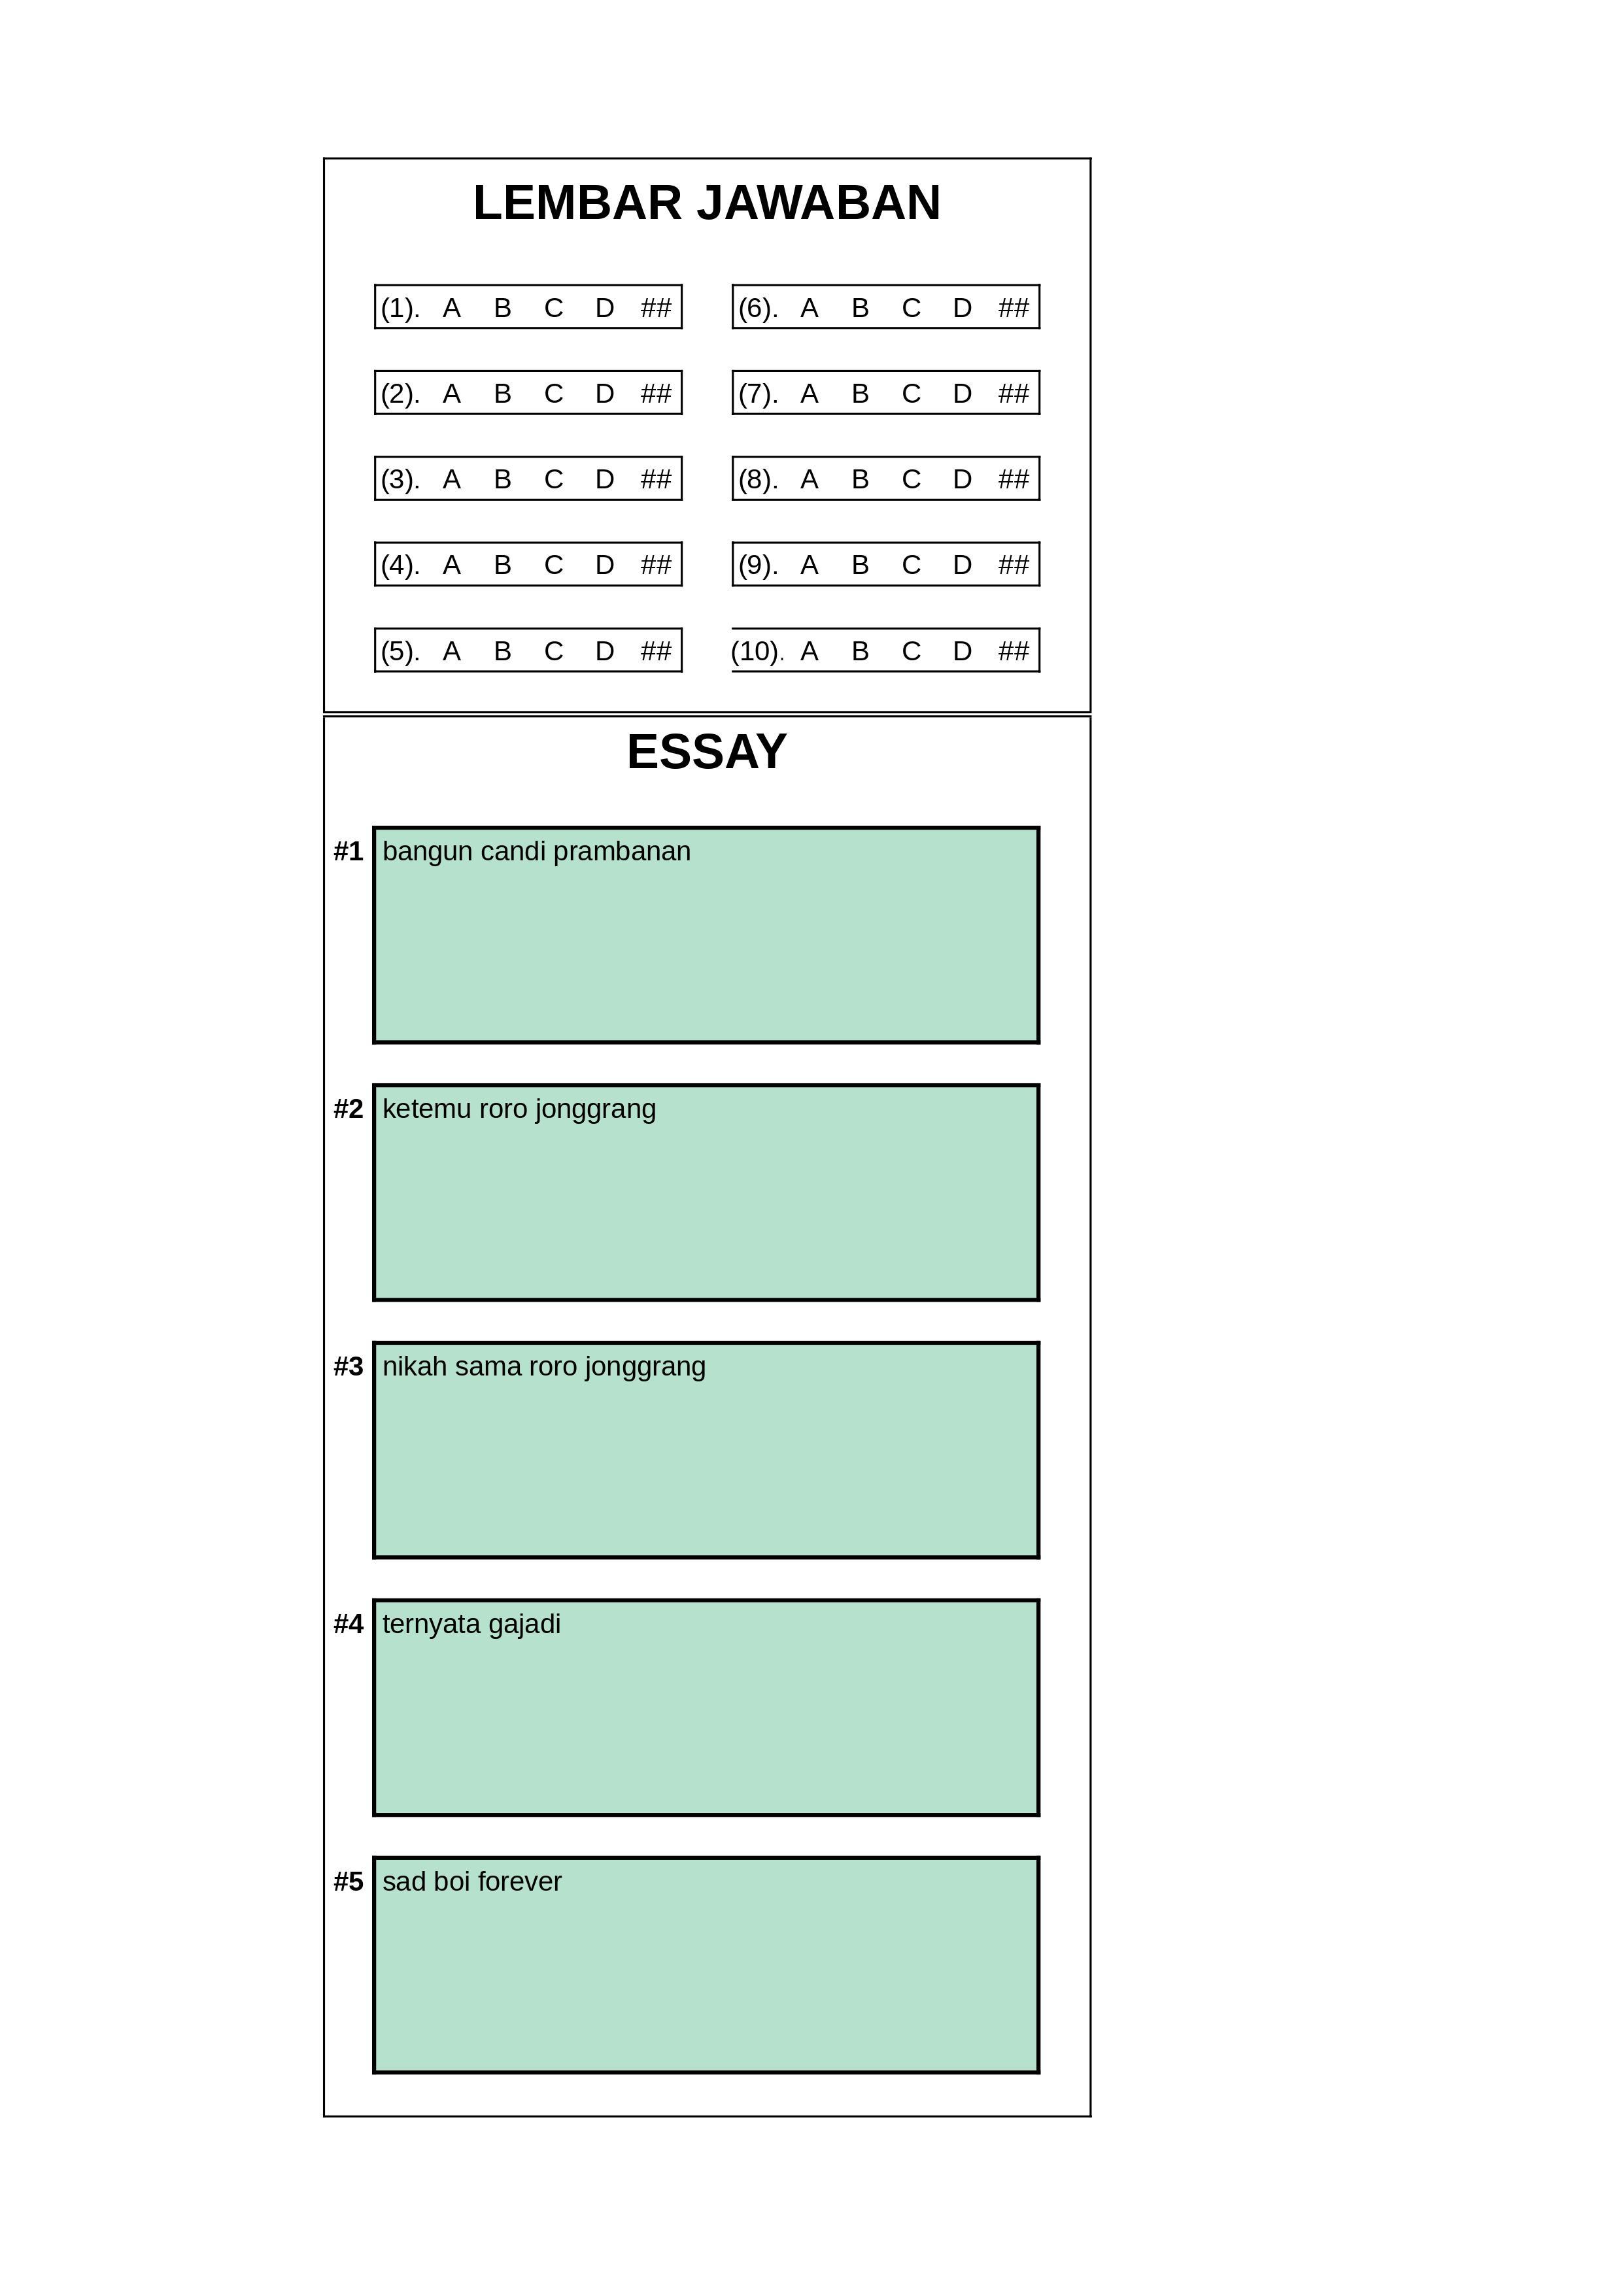 LEMBAR JAWABAN
(1). A B C D ## (6). A B C D ##
(2). A B C D ## (7). A B C D ##
(3). A B C D ## (8). A B C D ##
(4). A B C D ## (9). A B C D ##
(5). A B C D ## (10). A B C D ##
ESSAY
#1 bangun candi prambanan
#2 ketemu roro jonggrang
#3 nikah sama roro jonggrang
#4 ternyata gajadi
#5 sad boi forever